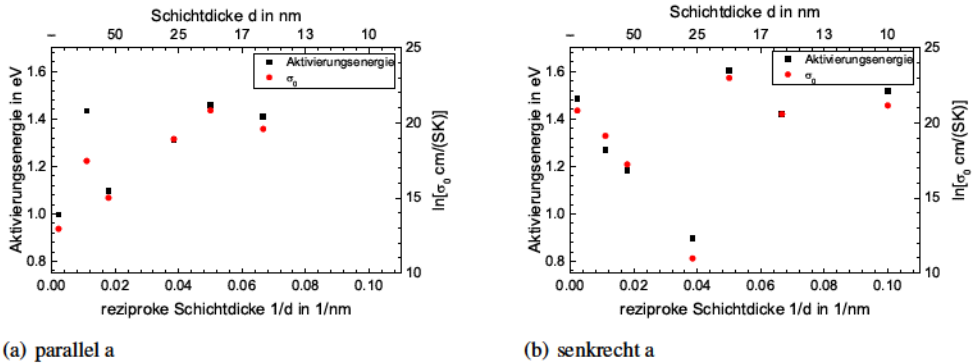 Schichtdicke d in nm
– 50 25 17 13 10
Aktivierungsenergie in eV
1.6
1.4
1.2
1.0
0.8
Aktivierungsenergie
σ₀
25
20
15
10
ln[σ₀ cm/(SK)]
0.00 0.02 0.04 0.06 0.08 0.10
reziproke Schichtdicke 1/d in 1/nm
(a) parallel a
Schichtdicke d in nm
– 50 25 17 13 10
Aktivierungsenergie in eV
1.6
1.4
1.2
1.0
0.8
Aktivierungsenergie
σ₀
25
20
15
10
ln[σ₀ cm/(SK)]
0.00 0.02 0.04 0.06 0.08 0.10
reziproke Schichtdicke 1/d in 1/nm
(b) senkrecht a